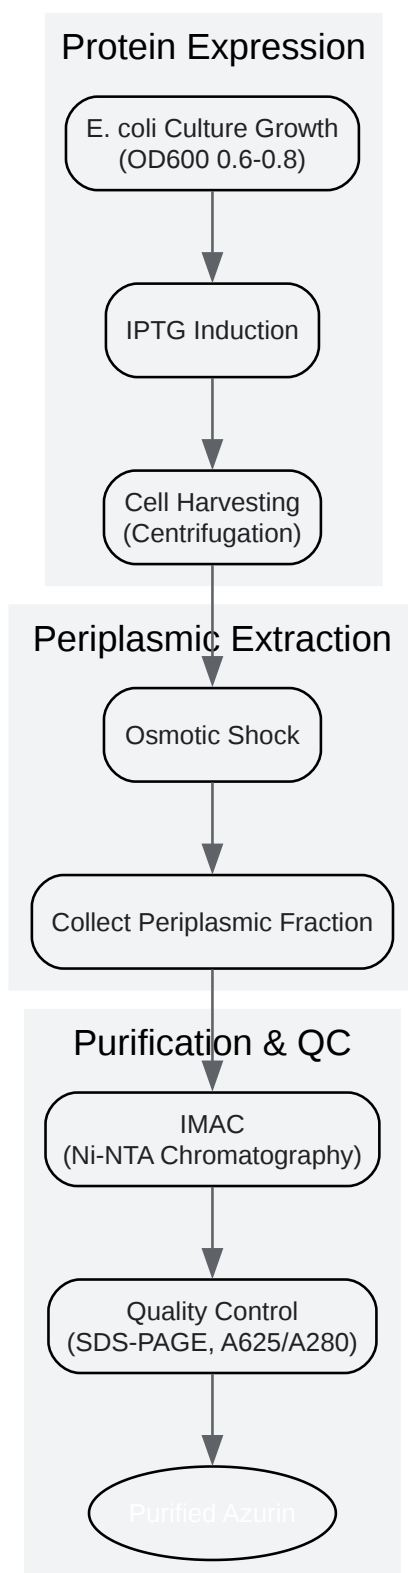 Protein Expression
E. coli Culture Growth
(OD600 0.6-0.8)
IPTG Induction
Cell Harvesting
(Centrifugation)
Periplasmic Extraction
Osmotic Shock
Collect Periplasmic Fraction
Purification & QC
IMAC
(Ni-NTA Chromatography)
Quality Control
(SDS-PAGE, A625/A280)
Purified Azurin